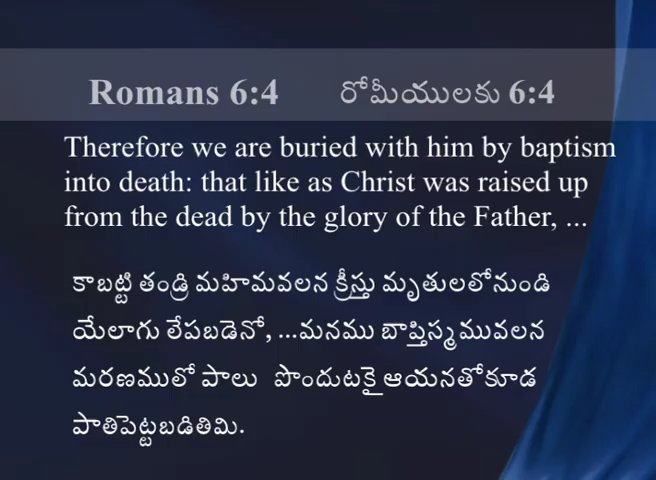 Romans 6:4 రోమీయులకు 6:4
Therefore we are buried with him by baptism
into death: that like as Christ was raised up
from the dead by the glory of the Father, ...
కాబట్టి తండ్రి మహిమవలన క్రీస్తు మృతులలోనుండి
యేలాగు లేపబడెనో, ...మనము బాప్తిస్మమువలన
మరణములో పాలు పొందుటకై ఆయనతోకూడ
పాతిపెట్టబడితిమి.